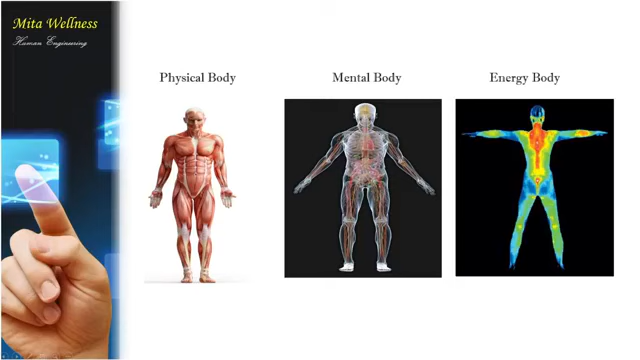 Mita Wellness
Human Engineering
Physical Body
Mental Body
Energy Body